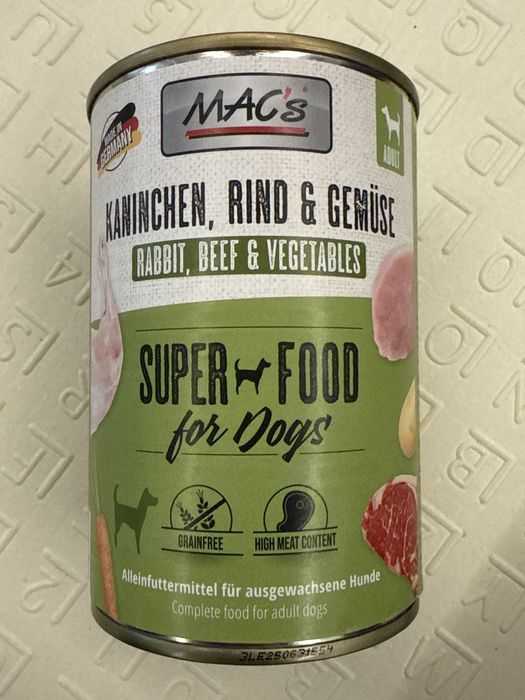 MAC's
MADE IN
GERMANY
ADULT
KANINCHEN, RIND & GEMÜSE
RABBIT, BEEF & VEGETABLES
SUPER FOOD
for Dogs
GRAINFREE
HIGH MEAT CONTENT
Alleinfuttermittel für ausgewachsene Hunde
Complete food for adult dogs
3LE250631554